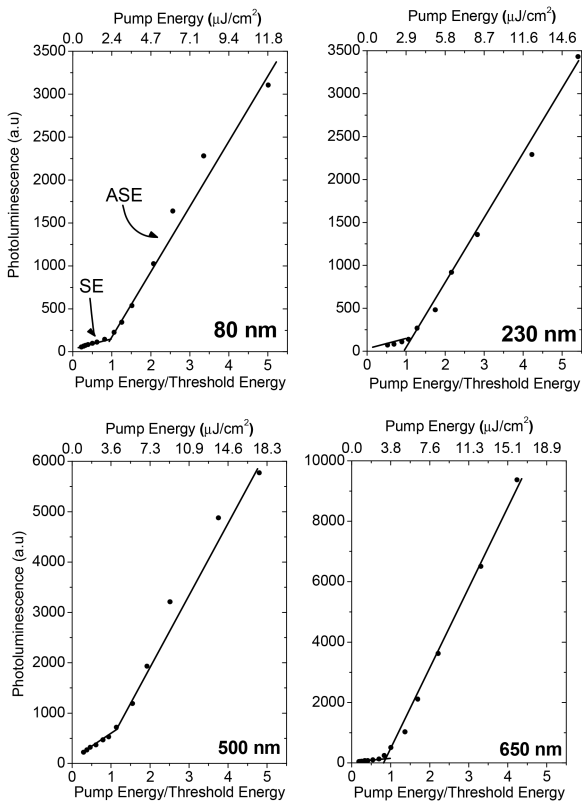 Pump Energy (μJ/cm²)
0.0 2.4 4.7 7.1 9.4 11.8
3500
3000
2500
2000
1500
1000
500
0
Photoluminescence (a.u)
ASE
SE
80 nm
0 1 2 3 4 5
Pump Energy/Threshold Energy
Pump Energy (μJ/cm²)
0.0 2.9 5.8 8.7 11.6 14.6
3500
3000
2500
2000
1500
1000
500
0
230 nm
0 1 2 3 4 5
Pump Energy/Threshold Energy
Pump Energy (μJ/cm²)
0.0 3.6 7.3 10.9 14.6 18.3
6000
5000
4000
3000
2000
1000
0
Photoluminescence (a.u)
500 nm
0 1 2 3 4 5
Pump Energy/Threshold Energy
Pump Energy (μJ/cm²)
0.0 3.8 7.6 11.3 15.1 18.9
10000
8000
6000
4000
2000
0
650 nm
0 1 2 3 4 5
Pump Energy/Threshold Energy